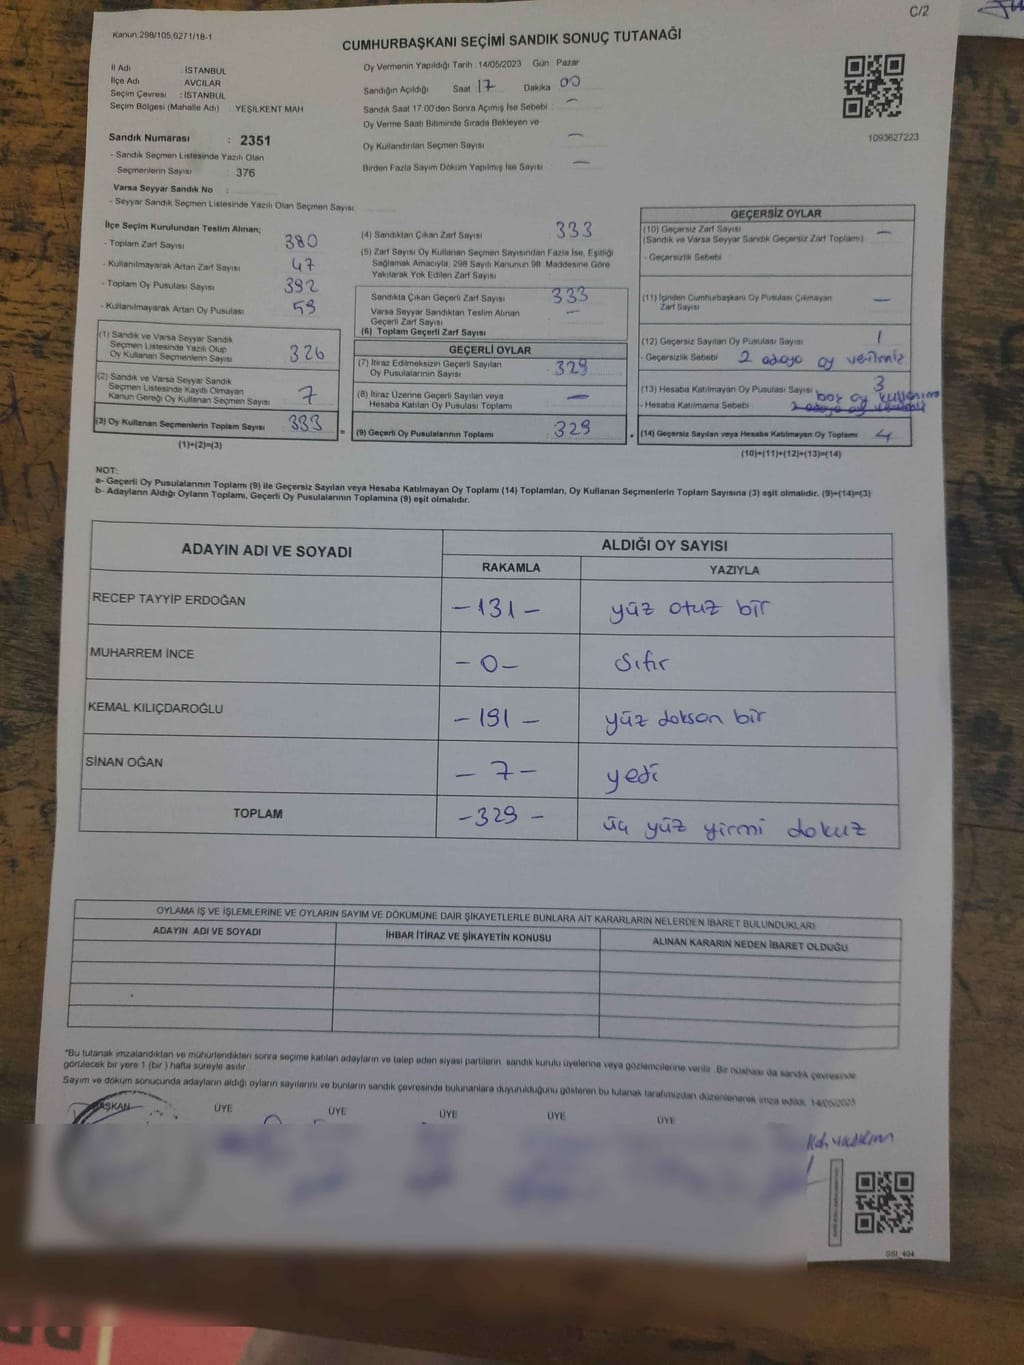 C/2
Kanun,298/105,6271/18-1
CUMHURBAŞKANI SEÇİMİ SANDIK SONUÇ TUTANAĞI
İl Adı İSTANBUL
İlçe Adı AVCILAR
Seçim Çevresi : İSTANBUL
Seçim Bölgesi (Mahalle Adı) YEŞİLKENT MAH
Sandık Numarası : 2351
- Sandık Seçmen Listesinde Yazılı Olan
Seçmenlerin Sayısı : 376
Varsa Seyyar Sandık No :
- Seyyar Sandık Seçmen Listesinde Yazılı Olan Seçmen Sayısı
Oy Vermenin Yapıldığı Tarih : 14/05/2023 Gün : Pazar
Sandığın Açıldığı Saat 17 Dakika 00
Sandık Saat 17.00'den Sonra Açımış İse Sebebi : —
Oy Verme Saati Bitiminde Sırada Bekleyen ve
Oy Kullandırılan Seçmen Sayısı —
Birden Fazla Sayım Döküm Yapılmış İse Sayısı —
1093627223
İlçe Seçim Kurulundan Teslim Alınan;
- Toplam Zarf Sayısı 380
- Kullanılmayarak Artan Zarf Sayısı 47
- Toplam Oy Pusulası Sayısı 392
- Kullanılmayarak Artan Oy Pusulası 59
(1) Sandık ve Varsa Seyyar Sandık
Seçmen Listesinde Yazılı Olup
Oy Kullanan Seçmenlerin Sayısı 326
(2) Sandık ve Varsa Seyyar Sandık
Seçmen Listesinde Kayıtlı Olmayan
Kanun Gereği Oy Kullanan Seçmen Sayısı 7
(3) Oy Kullanan Seçmenlerin Toplam Sayısı 333 =
(1)+(2)=(3)
(4) Sandıktan Çıkan Zarf Sayısı 333
(5) Zarf Sayısı Oy Kullanan Seçmen Sayısından Fazla İse, Eşitliği
Sağlamak Amacıyla, 298 Sayılı Kanunun 98. Maddesine Göre
Yakılarak Yok Edilen Zarf Sayısı
Sandıkta Çıkan Geçerli Zarf Sayısı 333
Varsa Seyyar Sandıktan Teslim Alınan
Geçerli Zarf Sayısı —
(6) Toplam Geçerli Zarf Sayısı
GEÇERLİ OYLAR
(7) İtiraz Edilmeksizin Geçerli Sayılan
Oy Pusulalarının Sayısı 329
(8) İtiraz Üzerine Geçerli Sayılan veya
Hesaba Katılan Oy Pusulası Toplamı —
(9) Geçerli Oy Pusulalarının Toplamı 329 +
GEÇERSİZ OYLAR
(10) Geçersiz Zarf Sayısı —
(Sandık ve Varsa Seyyar Sandık Geçersiz Zarf Toplamı)
- Geçersizlik Sebebi
(11) İçinden Cumhurbaşkanı Oy Pusulası Çıkmayan
Zarf Sayısı —
(12) Geçersiz Sayılan Oy Pusulası Sayısı 1
- Geçersizlik Sebebi 2 adaya oy verilmiş
(13) Hesaba Katılmayan Oy Pusulası Sayısı 3
- Hesaba Katılmama Sebebi boş oy kullanımı
(14) Geçersiz Sayılan veya Hesaba Katılmayan Oy Toplamı 4
(10)+(11)+(12)+(13)=(14)
NOT:
a- Geçerli Oy Pusulalarının Toplamı (9) ile Geçersiz Sayılan veya Hesaba Katılmayan Oy Toplamı (14) Toplamları, Oy Kullanan Seçmenlerin Toplam Sayısına (3) eşit olmalıdır. (9)+(14)=(3)
b- Adayların Aldığı Oyların Toplamı, Geçerli Oy Pusulalarının Toplamına (9) eşit olmalıdır.
ADAYIN ADI VE SOYADI ALDIĞI OY SAYISI
RAKAMLA YAZIYLA
RECEP TAYYİP ERDOĞAN -131- yüz otuz bir
MUHARREM İNCE -0- sıfır
KEMAL KILIÇDAROĞLU -191- yüz doksan bir
SİNAN OĞAN -7- yedi
TOPLAM -329- üç yüz yirmi dokuz
OYLAMA İŞ VE İŞLEMLERİNE VE OYLARIN SAYIM VE DÖKÜMÜNE DAİR ŞİKAYETLERLE BUNLARA AİT KARARLARIN NELERDEN İBARET BULUNDUKLARI
ADAYIN ADI VE SOYADI İHBAR İTİRAZ VE ŞİKAYETİN KONUSU ALINAN KARARIN NEDEN İBARET OLDUĞU
*Bu tutanak imzalandıktan ve mühürlendikten sonra seçime katılan adayların ve talep eden siyasi partilerin sandık kurulu üyelerine veya gözlemcilerine verilir. Bir nüshası da sandık çevresinde
görülecek bir yere 1 (bir ) hafta süreyle asılır.
Sayım ve döküm sonucunda adayların aldığı oyların sayılarını ve bunların sandık çevresinde bulunanlara duyurulduğunu gösteren bu tutanak tarafımızdan düzenlenerek imza edildi. 14/05/2023
BAŞKAN ÜYE ÜYE ÜYE ÜYE ÜYE
SSI_404